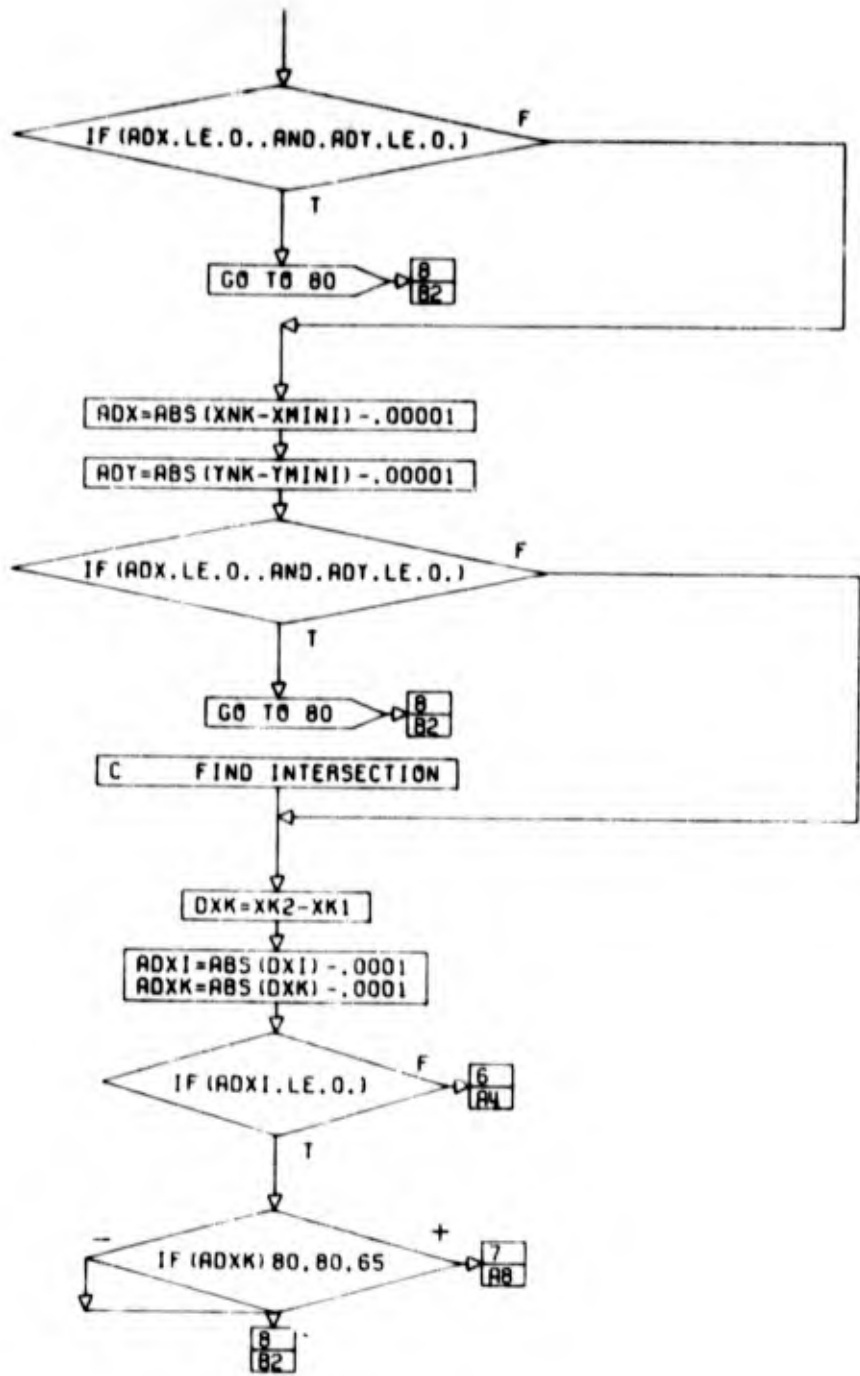 F
IF(ADX.LE.0..AND.ADY.LE.0.)
T
GO TO 80
8
B2
ADX=ABS(XNK-XMINI)-.00001
ADY=ABS(YNK-YMINI)-.00001
F
IF(ADX.LE.0..AND.ADY.LE.0.)
T
GO TO 80
8
B2
C FIND INTERSECTION
DXK=XK2-XK1
ADXI=ABS(DXI)-.0001
ADXK=ABS(DXK)-.0001
F
IF(ADXI.LE.0.)
6
A4
T
-
+
IF(ADXK)80,80,65
7
A8
8
B2